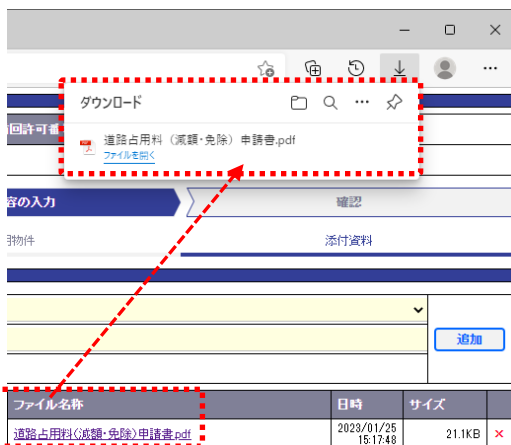 ダウンロード
道路占用料（減額・免除）申請書.pdf
ファイルを開く
回許可番
容の入力
確認
用物件
添付資料
追加
ファイル名称
日時
サイズ
道路占用料(減額・免除)申請書.pdf
2023/01/25
15:17:48
21.1KB